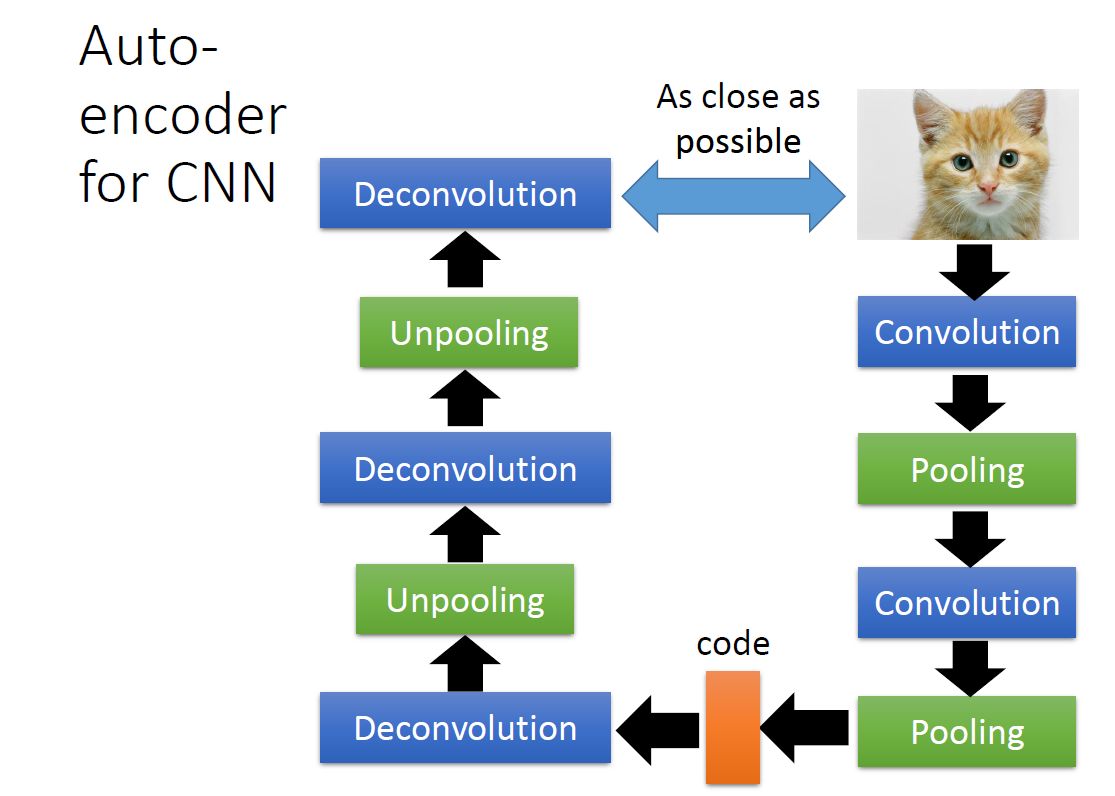 Auto-
encoder
for CNN
As close as
possible
Deconvolution
Unpooling
Deconvolution
Unpooling
Deconvolution
code
Convolution
Pooling
Convolution
Pooling